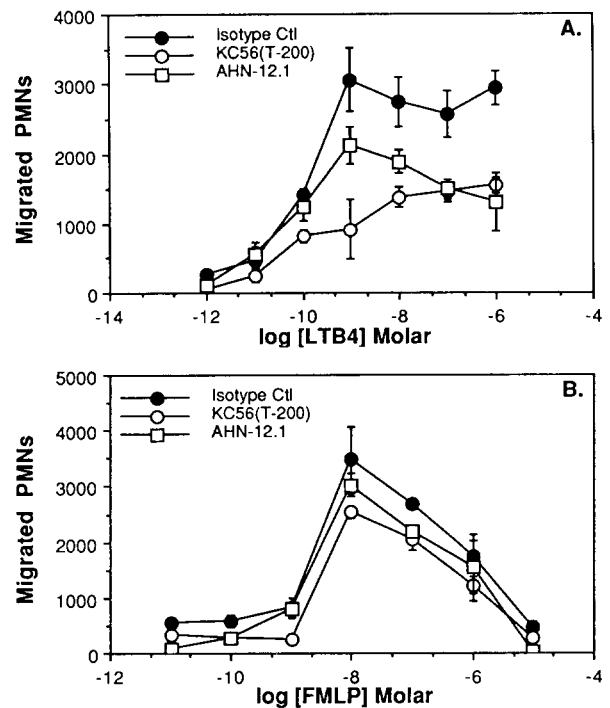 A.
Isotype Ctl
KC56(T-200)
AHN-12.1
Migrated PMNs
4000
3000
2000
1000
0
-14 -12 -10 -8 -6 -4
log [LTB4] Molar
B.
Isotype Ctl
KC56(T-200)
AHN-12.1
Migrated PMNs
5000
4000
3000
2000
1000
0
-12 -10 -8 -6 -4
log [FMLP] Molar